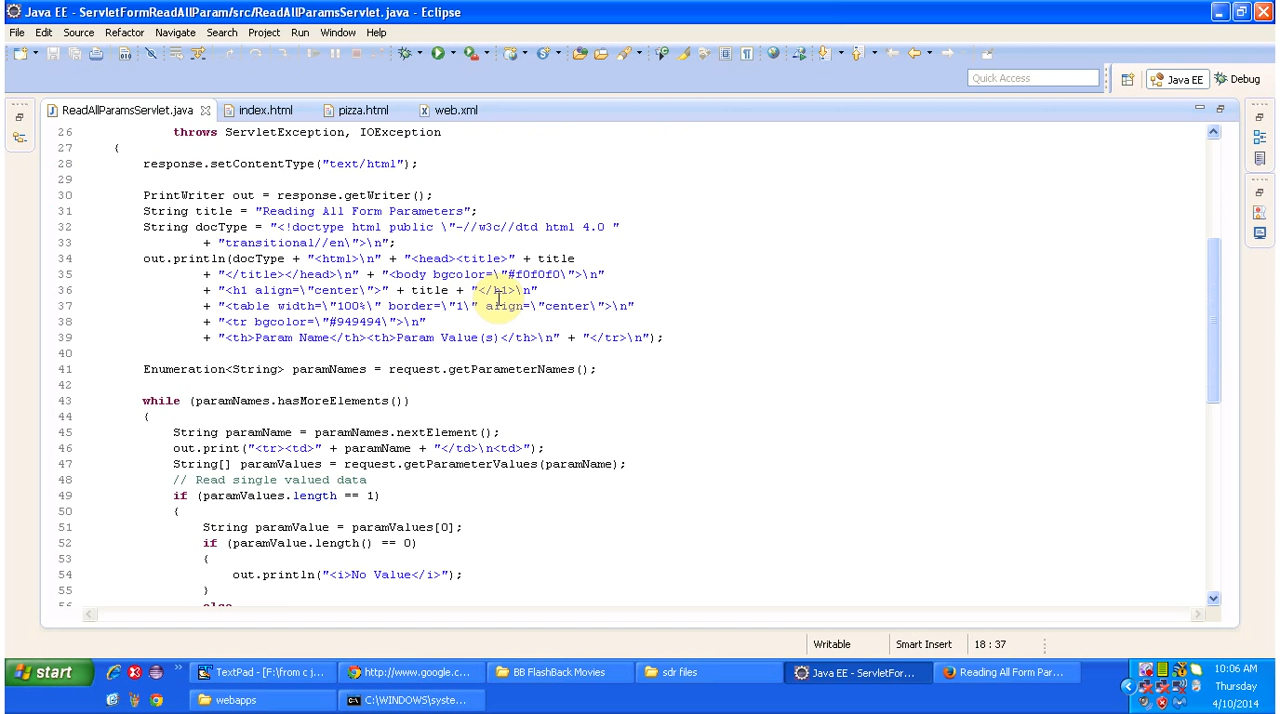 Java EE - ServletFormReadAllParam/src/ReadAllParamsServlet.java - Eclipse
File Edit Source Refactor Navigate Search Project Run Window Help
Quick Access
Java EE
Debug
ReadAllParamsServlet.java
index.html
pizza.html
web.xml
26 throws ServletException, IOException
27 {
28 response.setContentType("text/html");
29
30 PrintWriter out = response.getWriter();
31 String title = "Reading All Form Parameters";
32 String docType = "<!doctype html public \"-//w3c//dtd html 4.0 "
33 + "transitional//en\">\n";
34 out.println(docType + "<html>\n" + "<head><title>" + title
35 + "</title></head>\n" + "<body bgcolor=\"#f0f0f0\">\n"
36 + "<h1 align=\"center\">" + title + "</h1>\n"
37 + "<table width=\"100%\" border=\"1\" align=\"center\">\n"
38 + "<tr bgcolor=\"#949494\">\n"
39 + "<th>Param Name</th><th>Param Value(s)</th>\n" + "</tr>\n");
40
41 Enumeration<String> paramNames = request.getParameterNames();
42
43 while (paramNames.hasMoreElements())
44 {
45 String paramName = paramNames.nextElement();
46 out.print("<tr><td>" + paramName + "</td>\n<td>");
47 String[] paramValues = request.getParameterValues(paramName);
48 // Read single valued data
49 if (paramValues.length == 1)
50 {
51 String paramValue = paramValues[0];
52 if (paramValue.length() == 0)
53 {
54 out.println("<i>No Value</i>");
55 }
56 else
Writable
Smart Insert
18 : 37
start
TextPad - [F:\from c j...
http://www.google.c...
BB FlashBack Movies
sdr files
Java EE - ServletFor...
Reading All Form Par...
10:06 AM
webapps
C:\WINDOWS\syste...
Thursday
4/10/2014